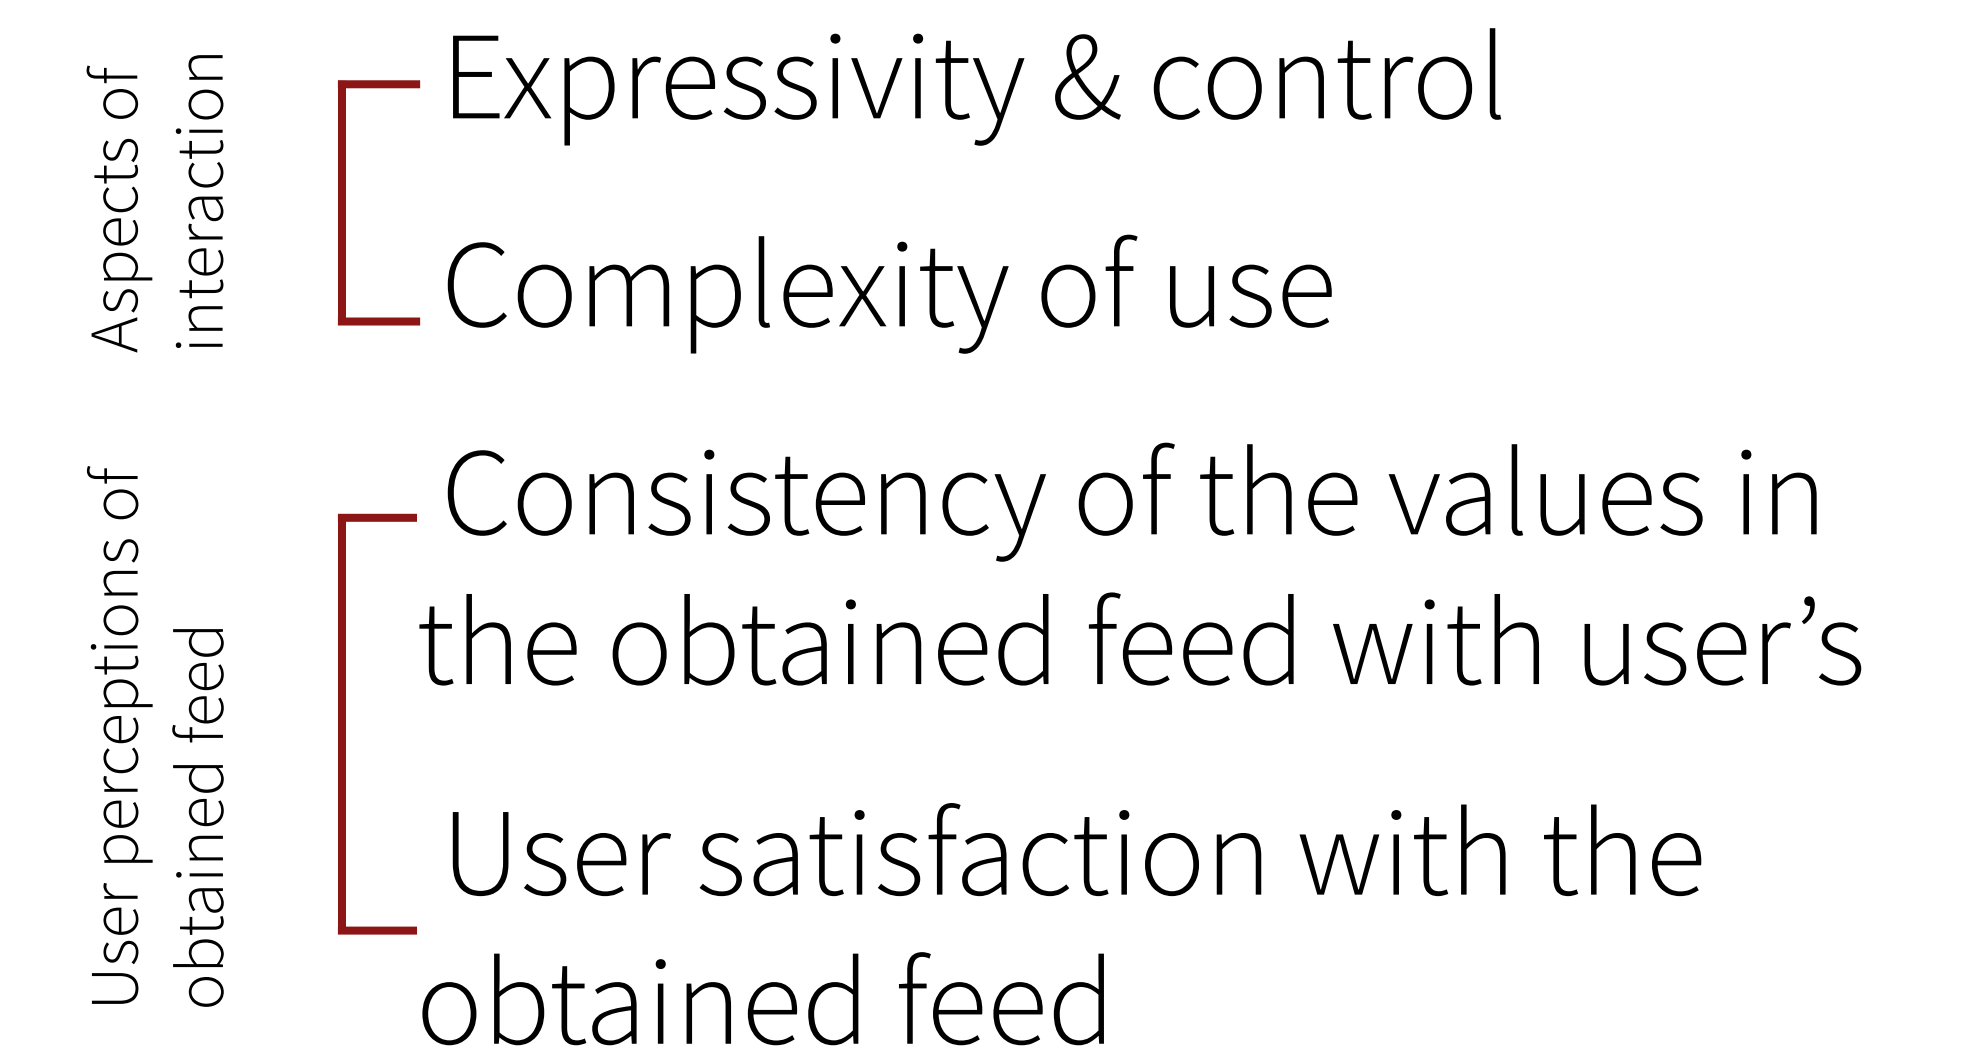 Aspects of
interaction
Expressivity & control
Complexity of use
User perceptions of
obtained feed
Consistency of the values in
the obtained feed with user’s
User satisfaction with the
obtained feed